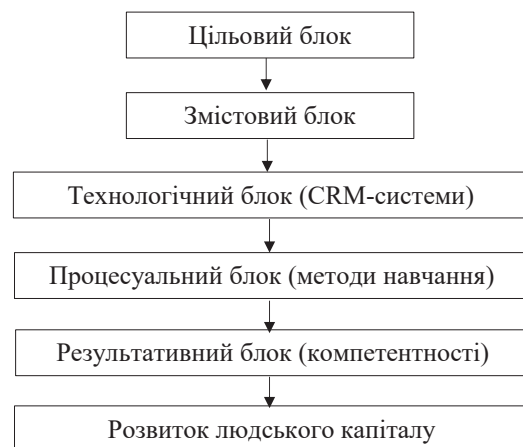 Цільовий блок
Змістовий блок
Технологічний блок (CRM-системи)
Процесуальний блок (методи навчання)
Результативний блок (компетентності)
Розвиток людського капіталу